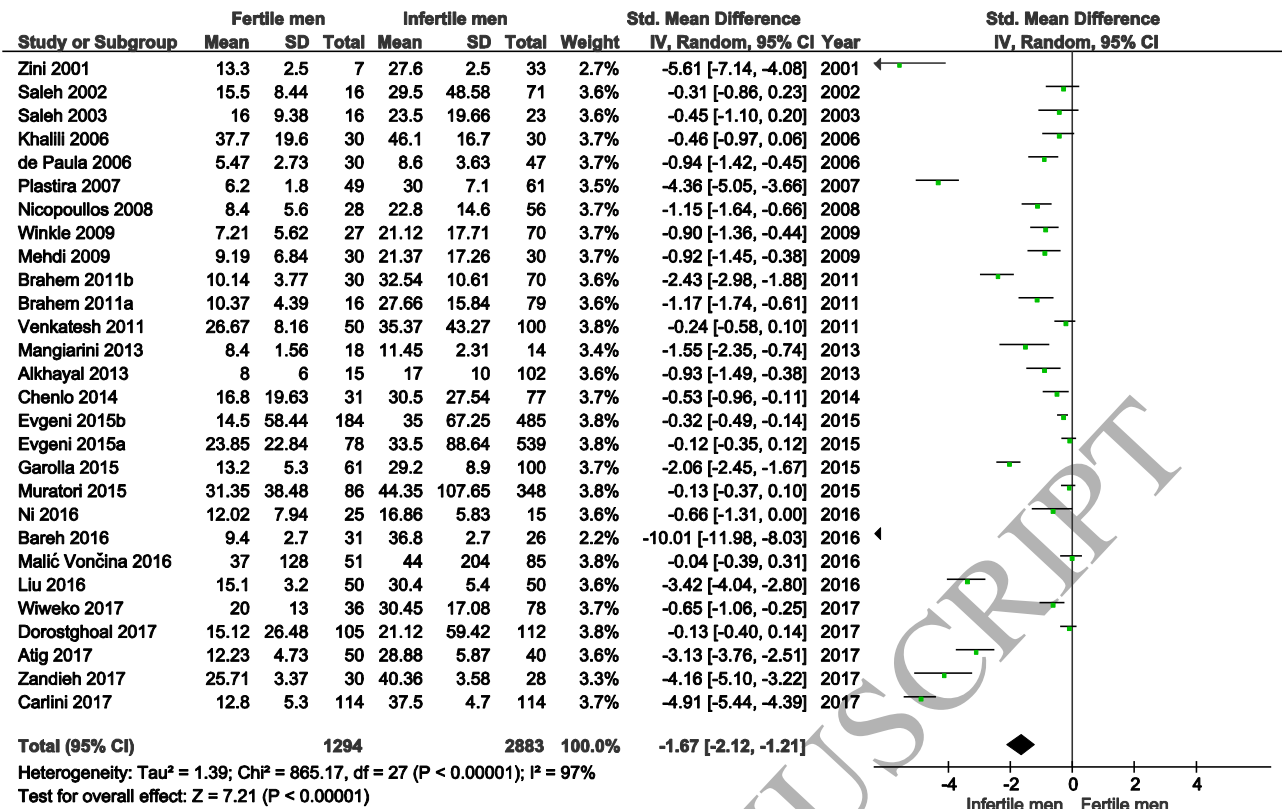 Fertile men Infertile men Std. Mean Difference Std. Mean Difference
Study or Subgroup Mean SD Total Mean SD Total Weight IV, Random, 95% CI Year IV, Random, 95% CI
Zini 2001 13.3 2.5 7 27.6 2.5 33 2.7% -5.61 [-7.14, -4.08] 2001
Saleh 2002 15.5 8.44 16 29.5 48.58 71 3.6% -0.31 [-0.86, 0.23] 2002
Saleh 2003 16 9.38 16 23.5 19.66 23 3.6% -0.45 [-1.10, 0.20] 2003
Khalili 2006 37.7 19.6 30 46.1 16.7 30 3.6% -0.46 [-0.97, 0.06] 2006
de Paula 2006 5.47 2.73 30 8.6 3.63 47 3.7% -0.94 [-1.42, -0.45] 2006
Plastira 2007 6.2 1.8 49 30 7.1 61 3.5% -4.36 [-5.05, -3.66] 2007
Nicopoullos 2008 8.4 5.6 28 22.8 14.6 56 3.7% -1.15 [-1.64, -0.66] 2008
Winkle 2009 7.21 5.62 27 21.12 17.71 70 3.7% -0.90 [-1.36, -0.44] 2009
Mehdi 2009 9.19 6.84 30 21.37 17.26 30 3.6% -0.92 [-1.45, -0.38] 2009
Brahem 2011b 10.14 3.77 30 32.54 10.61 70 3.6% -2.43 [-2.98, -1.88] 2011
Brahem 2011a 10.37 4.39 16 27.66 15.84 79 3.6% -1.17 [-1.74, -0.61] 2011
Venkatesh 2011 26.67 8.16 50 35.37 43.27 100 3.8% -0.24 [-0.58, 0.10] 2011
Mangiarini 2013 8.4 1.56 18 11.45 2.31 14 3.4% -1.55 [-2.35, -0.74] 2013
Alkhayal 2013 8 6 15 17 10 102 3.6% -0.93 [-1.49, -0.38] 2013
Chenlo 2014 16.8 19.63 31 30.5 27.54 77 3.7% -0.53 [-0.96, -0.11] 2014
Evgeni 2015b 14.5 58.44 184 35 67.25 485 3.8% -0.32 [-0.49, -0.14] 2015
Evgeni 2015a 23.85 22.84 78 33.5 88.64 539 3.8% -0.12 [-0.35, 0.12] 2015
Garolla 2015 13.2 5.3 61 29.2 8.9 100 3.7% -2.06 [-2.45, -1.67] 2015
Muratori 2015 31.35 38.48 86 44.35 107.65 348 3.8% -0.13 [-0.37, 0.10] 2015
Ni 2016 12.02 7.94 25 16.86 5.83 15 3.6% -0.66 [-1.31, 0.00] 2016
Bareh 2016 9.4 2.7 31 36.8 2.7 26 2.2% -10.01 [-11.98, -8.03] 2016
Malić Vončina 2016 37 128 51 44 204 85 3.8% -0.04 [-0.39, 0.31] 2016
Liu 2016 15.1 3.2 50 30.4 5.4 50 3.6% -3.42 [-4.04, -2.80] 2016
Wiweko 2017 20 13 36 30.45 17.08 78 3.7% -0.65 [-1.06, -0.25] 2017
Dorostghoal 2017 15.12 26.48 105 21.12 59.42 112 3.8% -0.13 [-0.40, 0.14] 2017
Atig 2017 12.23 4.73 50 28.88 5.87 40 3.6% -3.13 [-3.76, -2.51] 2017
Zandieh 2017 25.71 3.37 30 40.36 3.58 28 3.3% -4.16 [-5.10, -3.22] 2017
Carlini 2017 12.8 5.3 114 37.5 4.7 114 3.7% -4.91 [-5.44, -4.39] 2017
Total (95% CI) 1294 2883 100.0% -1.67 [-2.12, -1.21]
Heterogeneity: Tau² = 1.39; Chi² = 865.17, df = 27 (P < 0.00001); I² = 97%
Test for overall effect: Z = 7.21 (P < 0.00001)
-4 -2 0 2 4
Infertile men Fertile men
USCRIPT